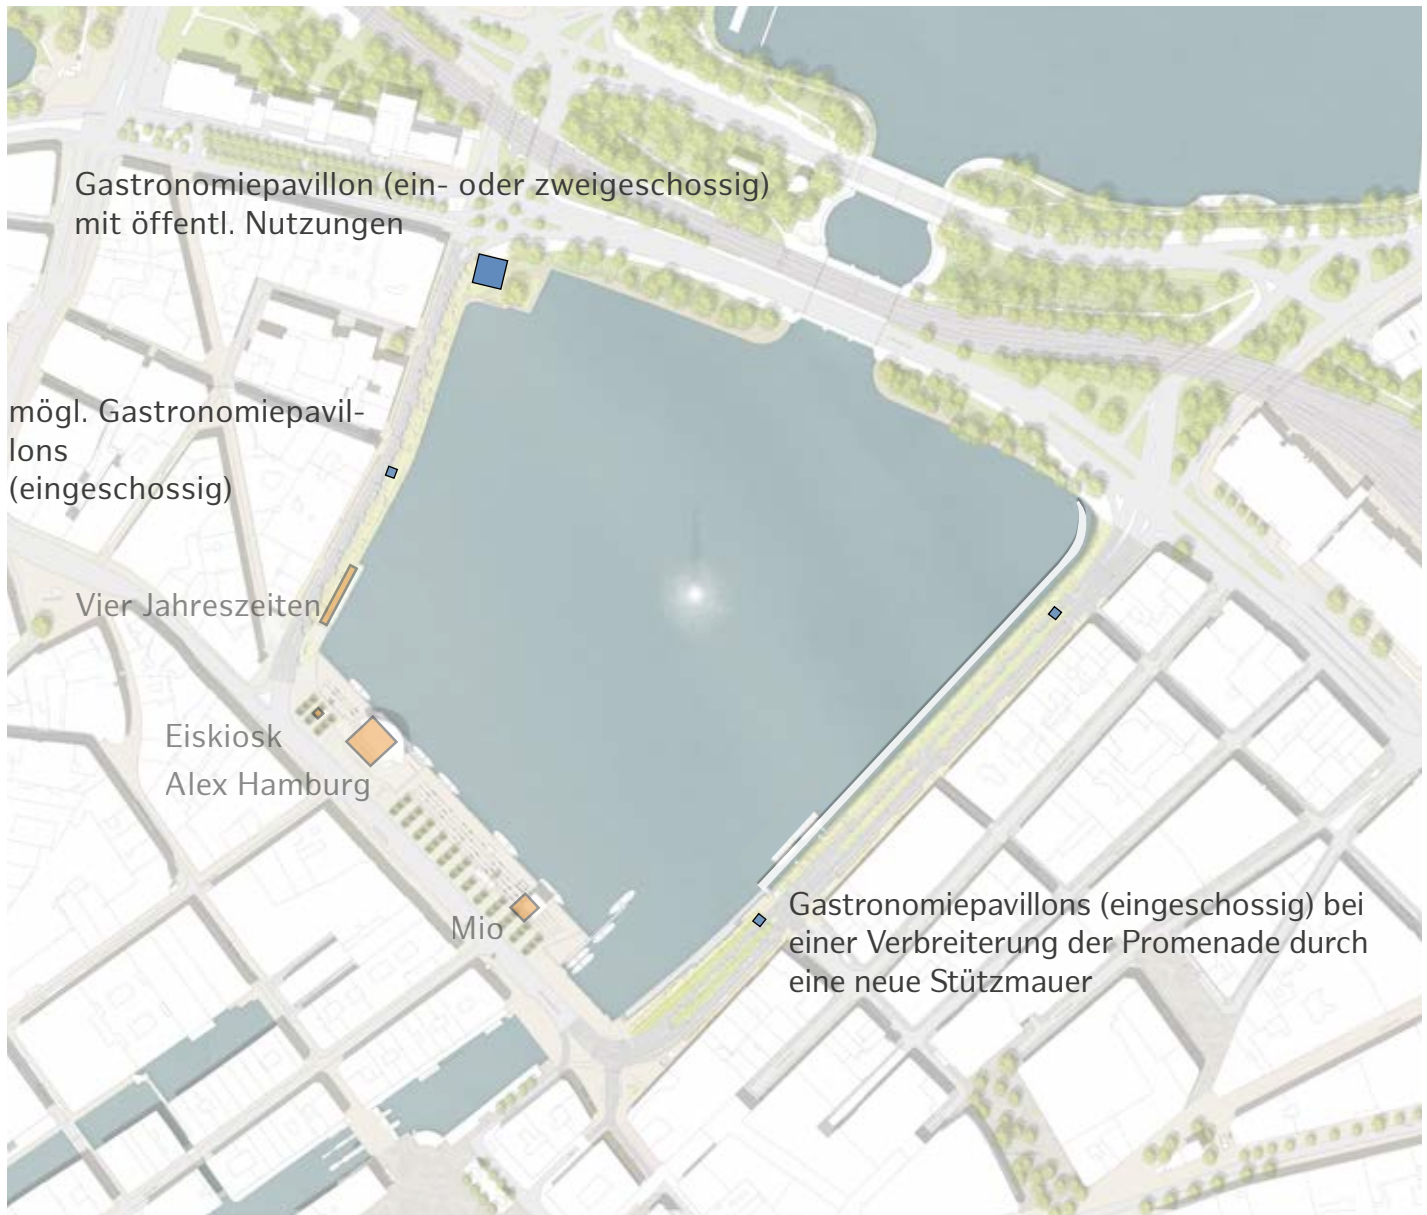 Gastronomiepavillon (ein- oder zweigeschossig)
mit öffentl. Nutzungen
mögl. Gastronomiepavil-
lons
(eingeschossig)
Vier Jahreszeiten
Eiskiosk
Alex Hamburg
Mio
Gastronomiepavillons (eingeschossig) bei
einer Verbreiterung der Promenade durch
eine neue Stützmauer